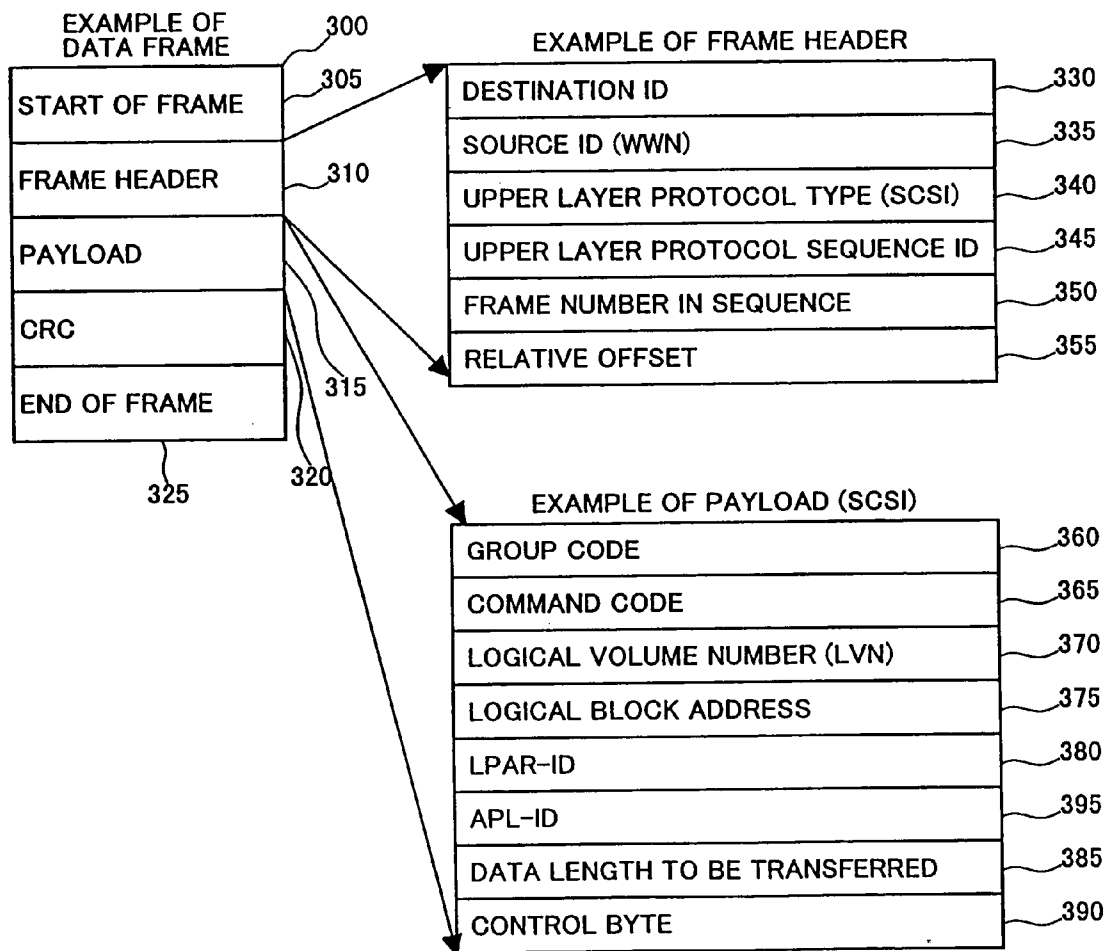 EXAMPLE OF
DATA FRAME
300
START OF FRAME
305
FRAME HEADER
310
PAYLOAD
315
CRC
320
END OF FRAME
325
EXAMPLE OF FRAME HEADER
DESTINATION ID
330
SOURCE ID (WWN)
335
UPPER LAYER PROTOCOL TYPE (SCSI)
340
UPPER LAYER PROTOCOL SEQUENCE ID
345
FRAME NUMBER IN SEQUENCE
350
RELATIVE OFFSET
355
EXAMPLE OF PAYLOAD (SCSI)
GROUP CODE
360
COMMAND CODE
365
LOGICAL VOLUME NUMBER (LVN)
370
LOGICAL BLOCK ADDRESS
375
LPAR-ID
380
APL-ID
395
DATA LENGTH TO BE TRANSFERRED
385
CONTROL BYTE
390